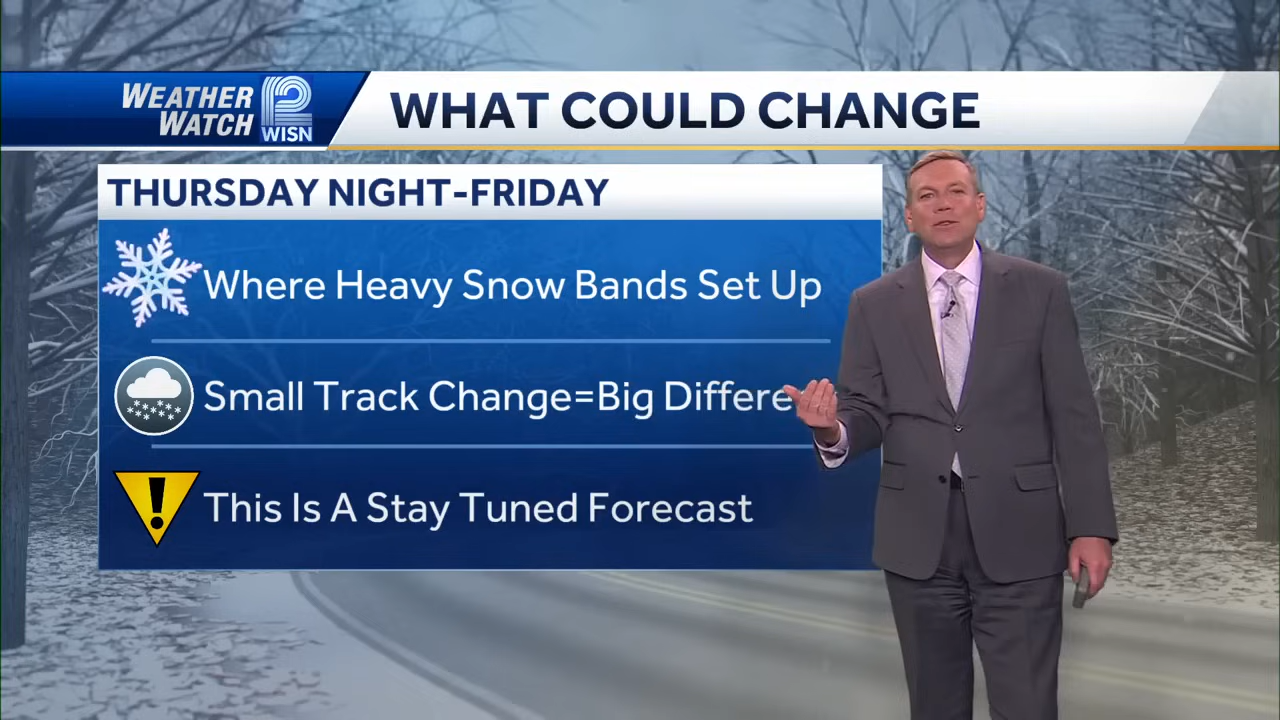 WEATHER
WATCH
12
WISN
WHAT COULD CHANGE
THURSDAY NIGHT-FRIDAY
Where Heavy Snow Bands Set Up
Small Track Change=Big Differe
This Is A Stay Tuned Forecast